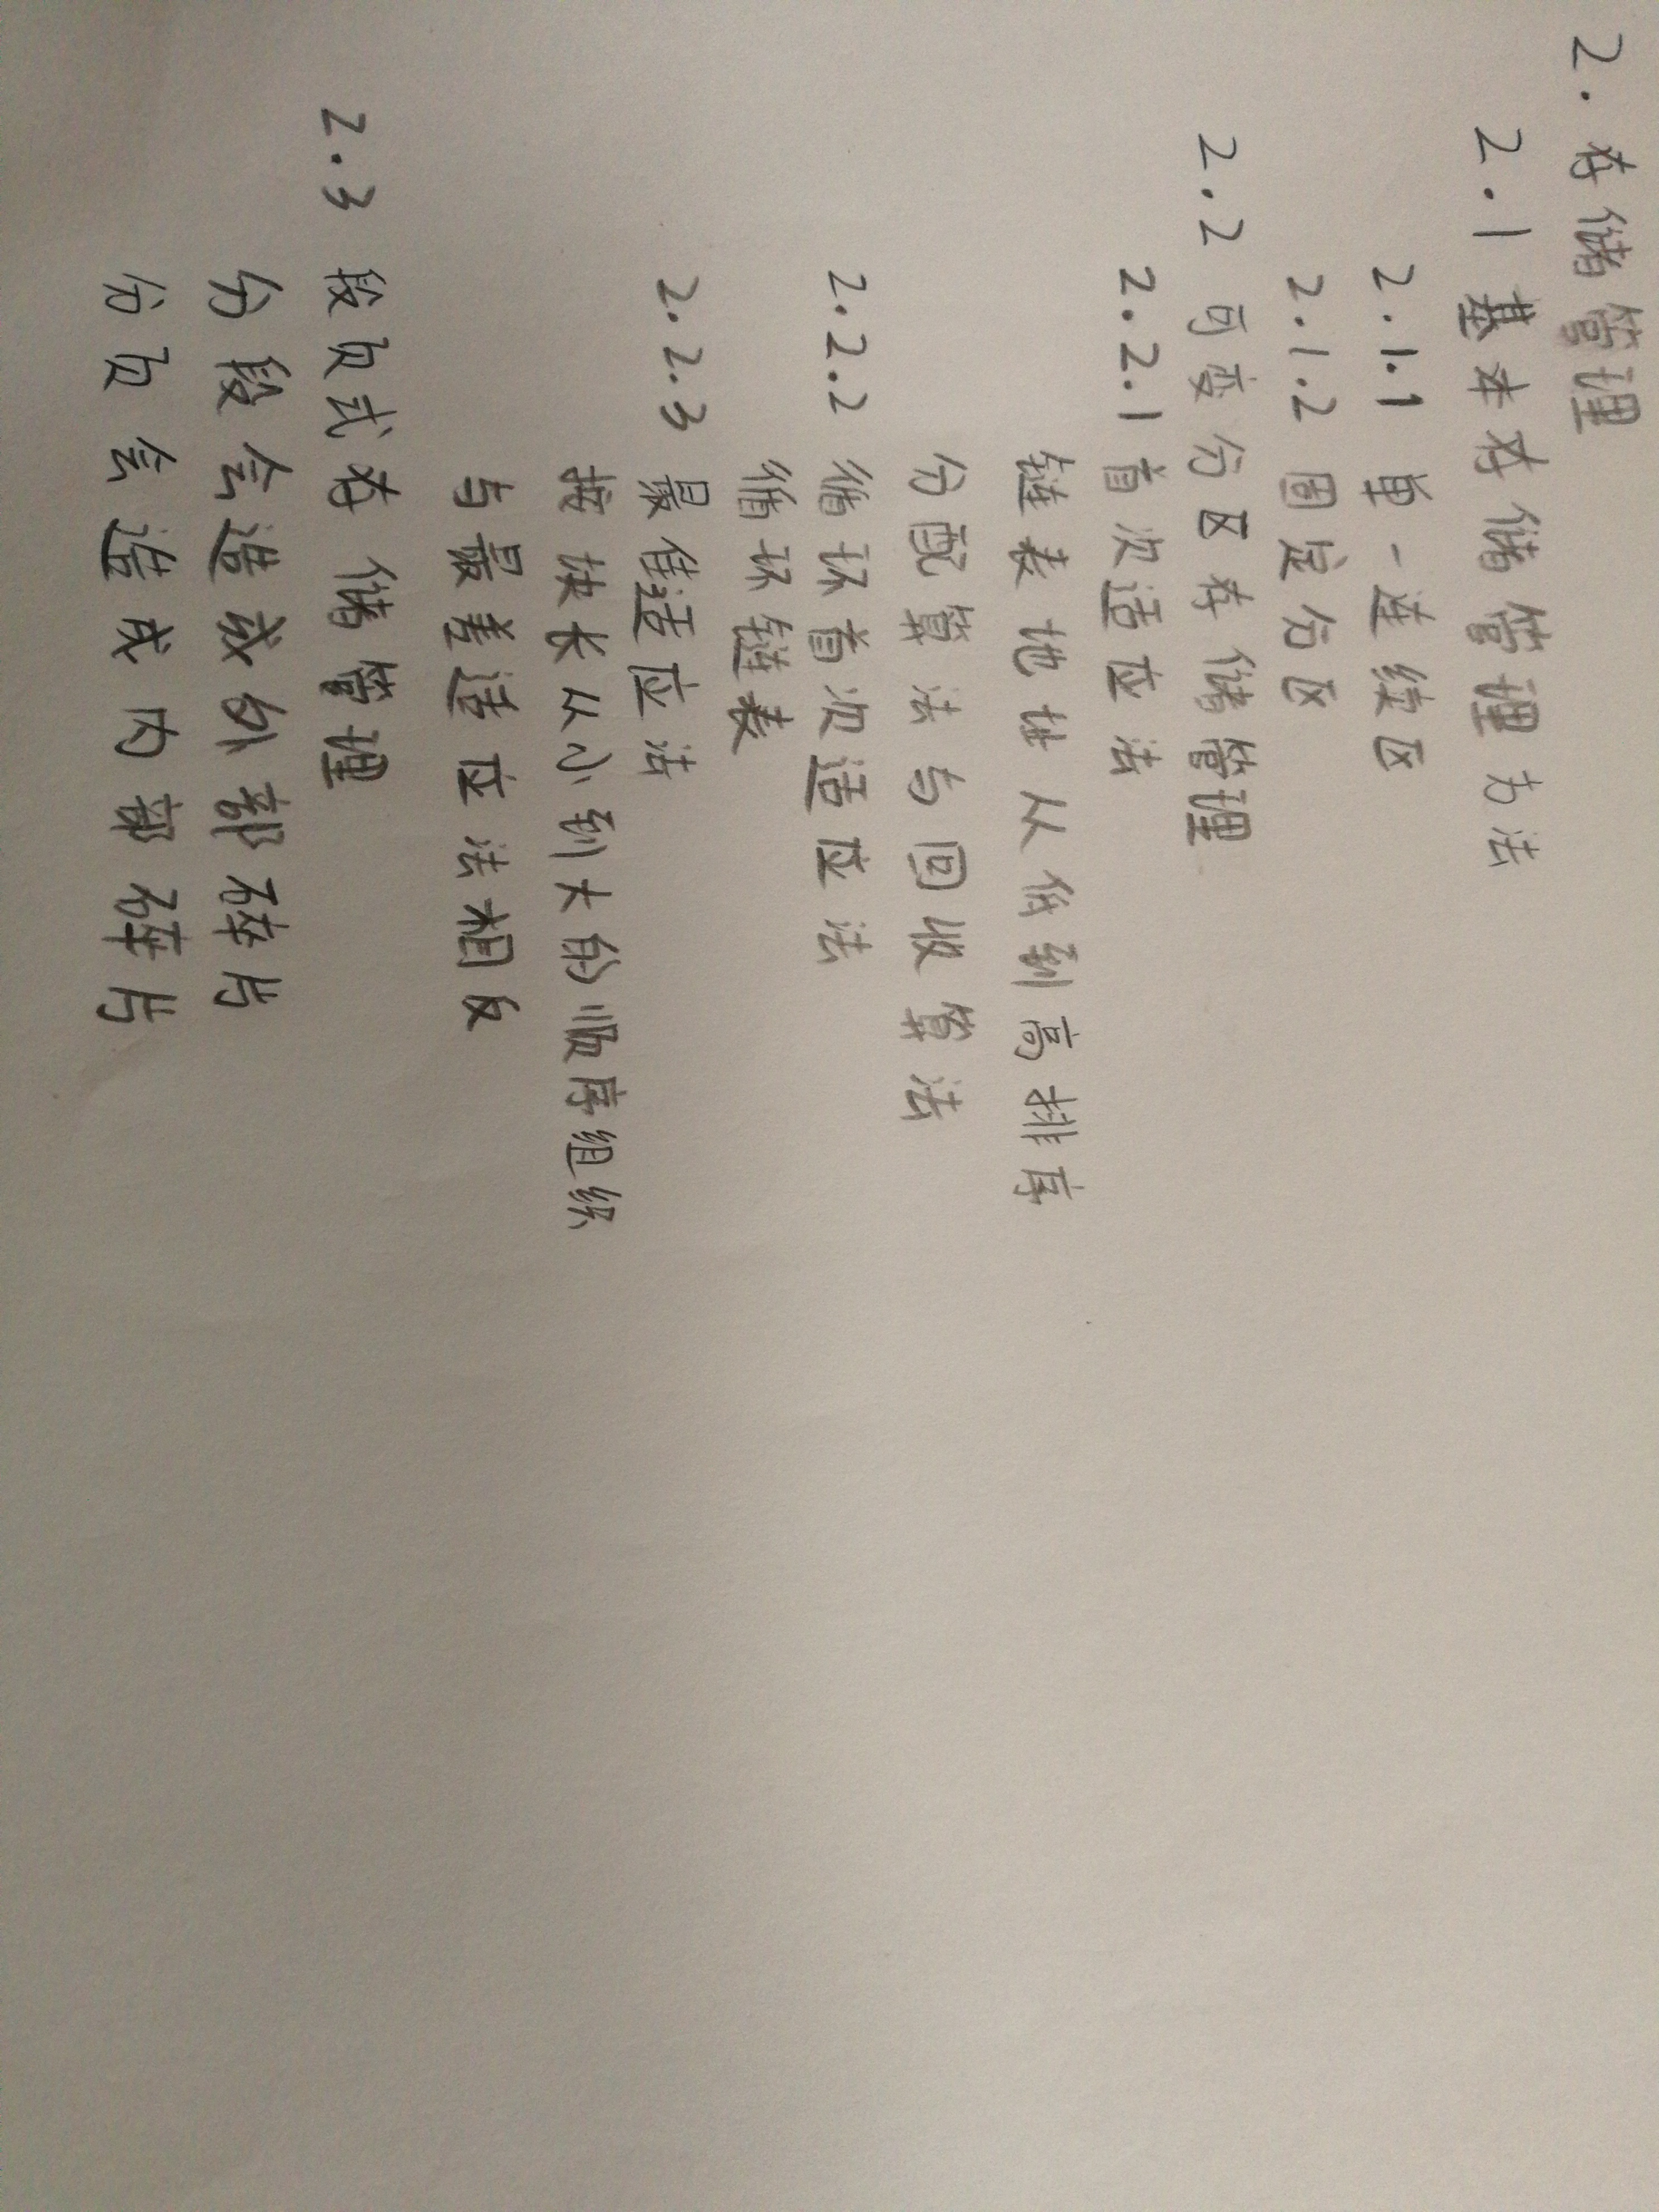 2. 存储管理
2.1 基本存储管理方法
2.1.1 单一连续区
2.1.2 固定分区
2.2 可变分区存储管理
2.2.1 首次适应法
链表地址从低到高排序
分配算法与回收算法
2.2.2 循环首次适应法
循环链表
2.2.3 最佳适应法
按块长从小到大的顺序组织
与最差适应法相反
2.3 段页式存储管理
分段会造成外部碎片
分页会造成内部碎片